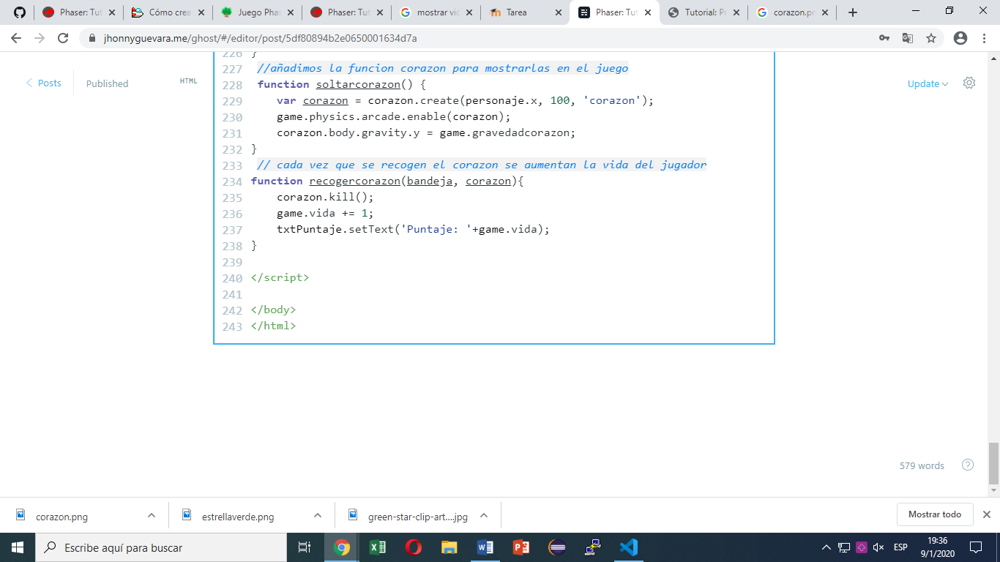 Phaser: Tut
Cómo crea
Juego Phas
Phaser: Tut
mostrar vid
Tarea
Phaser: Tut
Tutorial: P
corazon.pn
jhonnyguevara.me/ghost/#/editor/post/5df80894b2e0650001634d7a
Posts
Published
HTML
Update
226 }
227 //añadimos la funcion corazon para mostrarlas en el juego
228 function soltarcorazon() {
229 var corazon = corazon.create(personaje.x, 100, 'corazon');
230 game.physics.arcade.enable(corazon);
231 corazon.body.gravity.y = game.gravedadcorazon;
232 }
233 // cada vez que se recogen el corazon se aumentan la vida del jugador
234 function recogercorazon(bandeja, corazon){
235 corazon.kill();
236 game.vida += 1;
237 txtPuntaje.setText('Puntaje: '+game.vida);
238 }
239
240 </script>
241
242 </body>
243 </html>
579 words
corazon.png
estrellaverde.png
green-star-clip-art....jpg
Mostrar todo
Escribe aquí para buscar
ESP
19:36
9/1/2020